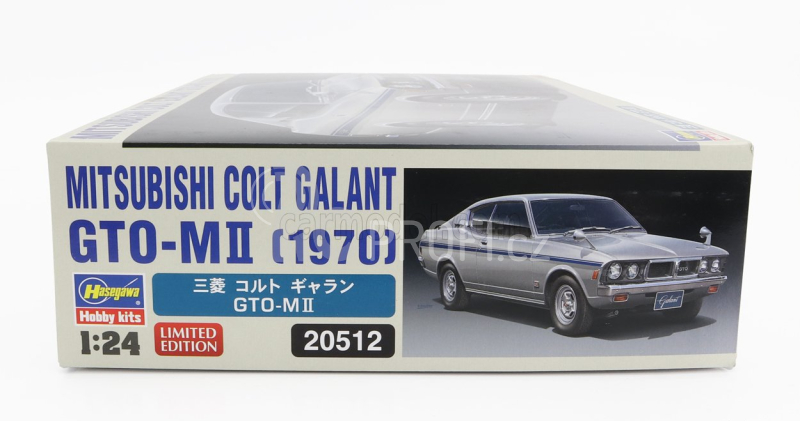 MITSUBISHI COLT GALANT
GTO-MⅡ (1970)
Hasegawa
Hobby kits
三菱 コルト ギャラン
GTO-MⅡ
1:24
LIMITED
EDITION
20512
GTO
Galant